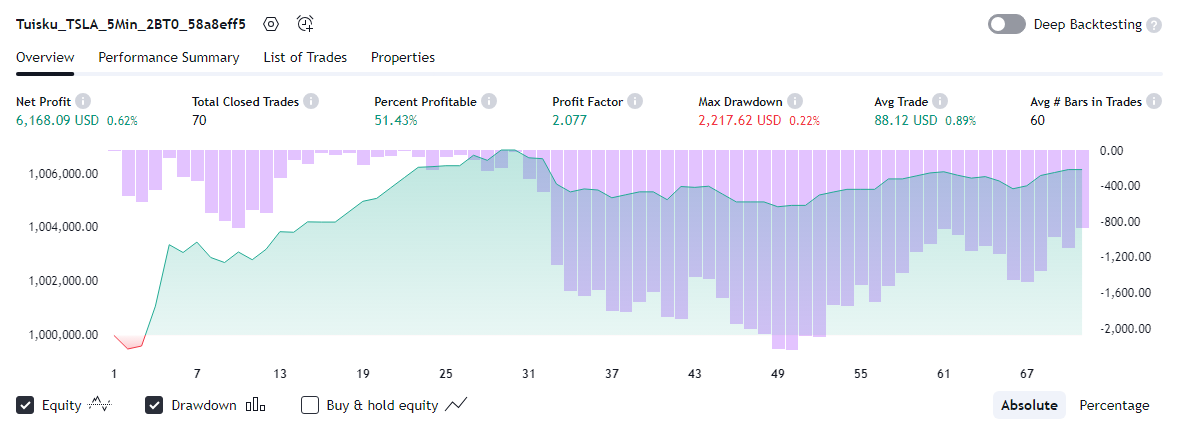 Tuisku_TSLA_5Min_2BT0_58a8eff5
Deep Backtesting ?
Overview Performance Summary List of Trades Properties
Net Profit i Total Closed Trades i Percent Profitable i Profit Factor i Max Drawdown i Avg Trade i Avg # Bars in Trades i
6,168.09 USD 0.62% 70 51.43% 2.077 2,217.62 USD 0.22% 88.12 USD 0.89% 60
0.00
1,006,000.00
-400.00
1,004,000.00 -800.00
-1,200.00
1,002,000.00
-1,600.00
1,000,000.00 -2,000.00
1 7 13 19 25 31 37 43 49 55 61 67
Equity Drawdown Buy & hold equity Absolute Percentage